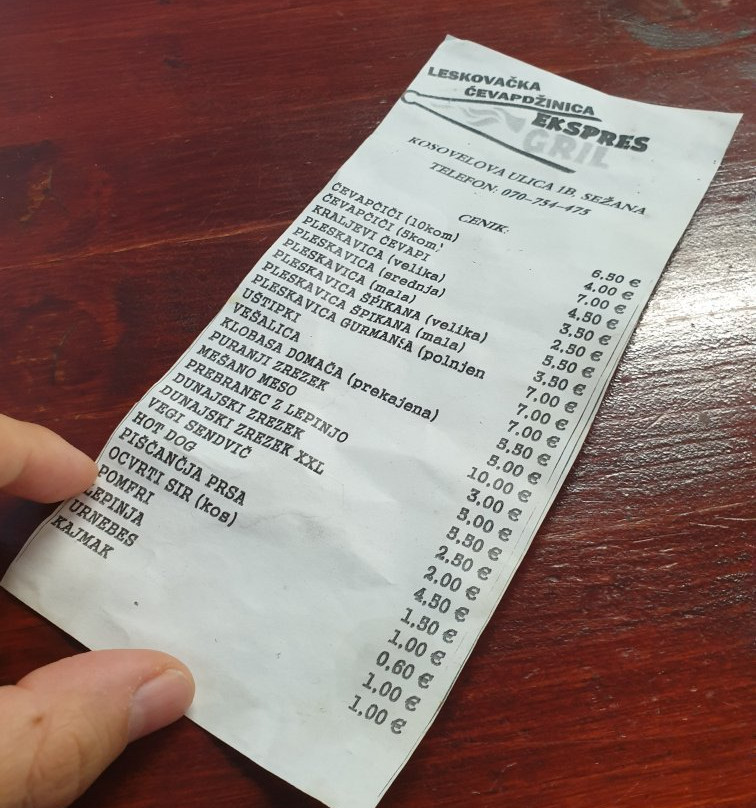 LESKOVAČKA
ČEVAPDŽINICA
EKSPRES
GRIL
KOSOVELOVA ULICA 1B, SEŽANA
TELEFON: 070-754-475
CENIK:
ČEVAPČIČI (10kom) 6.50 €
ČEVAPČIČI (5kom' 4.00 €
KRALJEVI ČEVAPI 7.00 €
PLESKAVICA (velika) 4.50 €
PLESKAVICA (srednja) 3.50 €
PLESKAVICA (mala) 2.50 €
PLESKAVICA ŠPIKANA (velika) 5.50 €
PLESKAVICA ŠPIKANA (mala) 3.50 €
PLESKAVICA GURMANSKA (polnjen 7.00 €
UŠTIPKI 7.00 €
VEŠALICA 7.00 €
KLOBASA DOMAČA (prekajena) 5.50 €
PURANJI ZREZEK 5.00 €
MEŠANO MESO 10.00 €
PREBRANEC Z LEPINJO 3.00 €
DUNAJSKI ZREZEK 5.00 €
DUNAJSKI ZREZEK XXL 5.50 €
VEGI SENDVIČ 2.50 €
HOT DOG 2.00 €
PIŠČANČJA PRSA 4.50 €
OCVRTI SIR (kos) 1.50 €
POMFRI 1.00 €
LEPINJA 0.60 €
URNEBES 1.00 €
KAJMAK 1.00 €